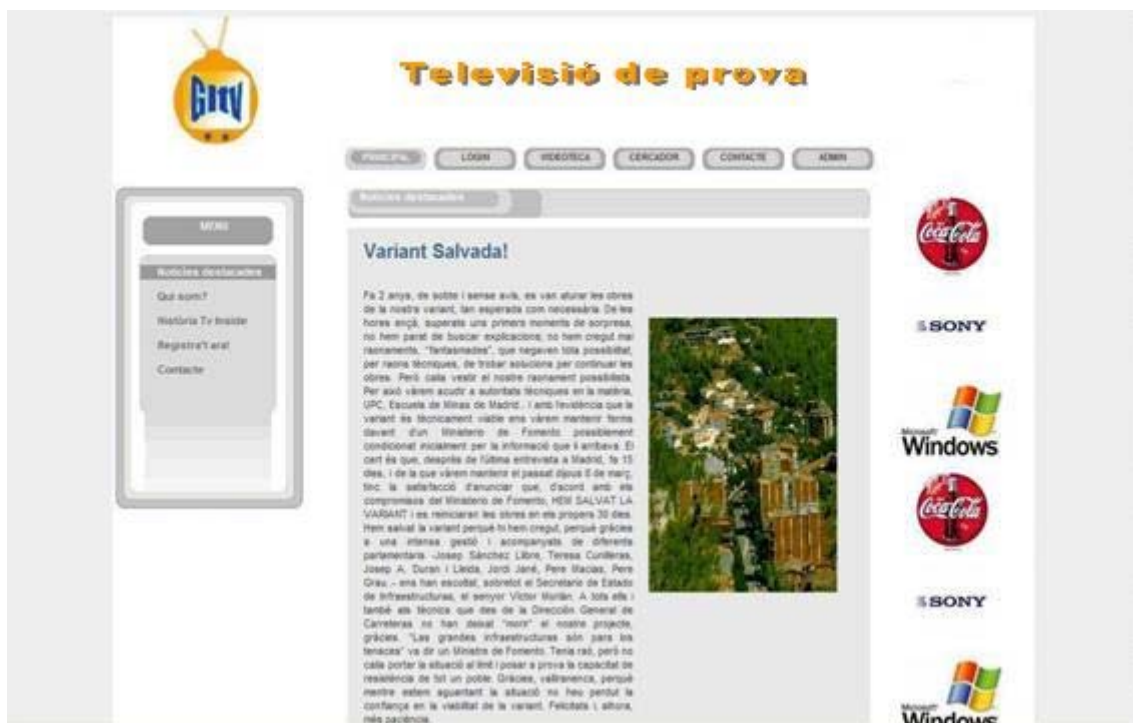 GITV
Televisió de prova
PRINCIPAL
LOGIN
VIDEOTECA
CERCADOR
CONTACTE
ADMIN
MENU
Notícies destacades
Qui som?
Història Tv Inside
Registra't ara!
Contacte
Notícies destacades
Variant Salvada!
Fa 2 anys, de sobte i sense avís, es van aturar les obres
de la nostra variant, tan esperada com necessària. De les
hores ençà, superats uns primers moments de sorpresa,
no hem parat de buscar explicacions; no hem cregut mai
raonaments, "fantasmades", que negaven tota possibilitat,
per raons tècniques, de trobar solucions per continuar les
obres. Però calia vestir el nostre raonament possibilista.
Per això vàrem acudir a autoritats tècniques en la matèria,
UPC, Escuela de Minas de Madrid.. i amb l'evidència que la
variant és tècnicament viable ens vàrem mantenir ferms
davant d'un Ministerio de Fomento possiblement
condicionat inicialment per la informació que li arribava. El
cert és que, desprès de l'última entrevista a Madrid, fa 15
dies, i de la que vàrem mantenir el passat dijous 6 de març,
tinc la satisfacció d'anunciar que, d'acord amb els
compromisos del Ministerio de Fomento, HEM SALVAT LA
VARIANT i es reiniciaran les obres en els propers 30 dies.
Hem salvat la variant perquè hi hem cregut, perquè gràcies
a una intensa gestió i acompanyats de diferents
parlamentaris -Josep Sánchez Llibre, Teresa Cunilleras,
Josep A. Duran i Lleida, Jordi Jané, Pere Macias, Pere
Grau..- ens han escoltat, sobretot el Secretario de Estado
de Infraestructuras, el senyor Víctor Morlán. A tots ells i
també als tècnics que des de la Dirección General de
Carreteras no han deixat "morir" el nostre projecte,
gràcies. "Las grandes infraestructuras són para los
tenaces" va dir un Ministre de Fomento. Tenia raó, però no
calia portar la situació al límit i posar a prova la capacitat de
resistència de tot un poble. Gràcies, valliranencs, perquè
mentre estem aguantant la situació no heu perdut la
confiança en la viabilitat de la variant. Felicitats i, alhora,
més paciència.
Coca-Cola
SONY
Microsoft
Windows
Coca-Cola
SONY
Microsoft
Windows